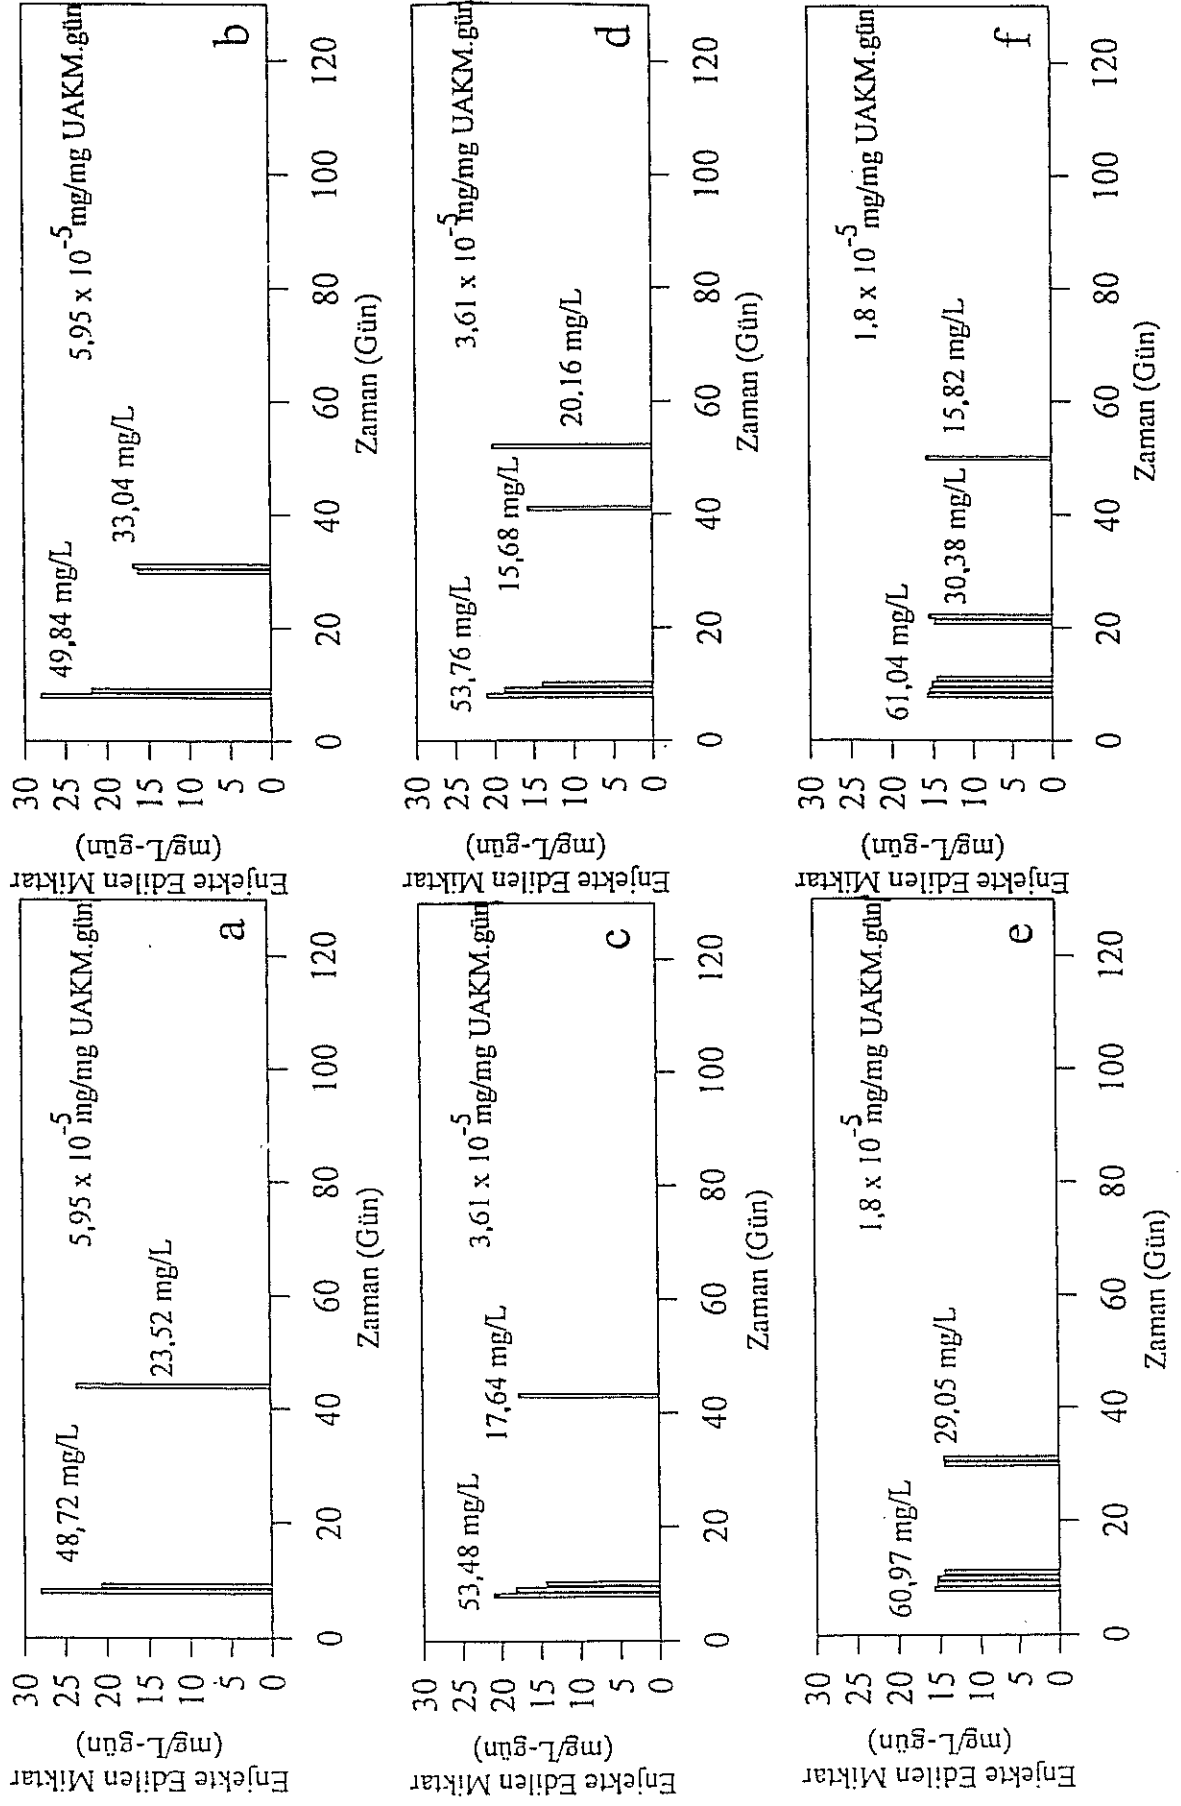 Enjekte Edilen Miktar
(mg/L-gün)
30
25
20
15
10
5
0
48,72 mg/L
23,52 mg/L
5,95 x 10⁻⁵ mg/mg UAKM.gün
a
0
20
40
60
80
100
120
Zaman (Gün)
Enjekte Edilen Miktar
(mg/L-gün)
30
25
20
15
10
5
0
49,84 mg/L
33,04 mg/L
5,95 x 10⁻⁵ mg/mg UAKM.gün
b
0
20
40
60
80
100
120
Zaman (Gün)
Enjekte Edilen Miktar
(mg/L-gün)
30
25
20
15
10
5
0
53,48 mg/L
17,64 mg/L
3,61 x 10⁻⁵ mg/mg UAKM.gün
c
0
20
40
60
80
100
120
Zaman (Gün)
Enjekte Edilen Miktar
(mg/L-gün)
30
25
20
15
10
5
0
53,76 mg/L
15,68 mg/L
20.16 mg/L
3,61 x 10⁻⁵ mg/mg UAKM.gün
d
0
20
40
60
80
100
120
Zaman (Gün)
Enjekte Edilen Miktar
(mg/L-gün)
30
25
20
15
10
5
0
60,97 mg/L
29,05 mg/L
1,8 x 10⁻⁵ mg/mg UAKM.gün
e
0
20
40
60
80
100
120
Zaman (Gün)
Enjekte Edilen Miktar
(mg/L-gün)
30
25
20
15
10
5
0
61,04 mg/L
30,38 mg/L
15,82 mg/L
1,8 x 10⁻⁵ mg/mg UAKM.gün
f
0
20
40
60
80
100
120
Zaman (Gün)